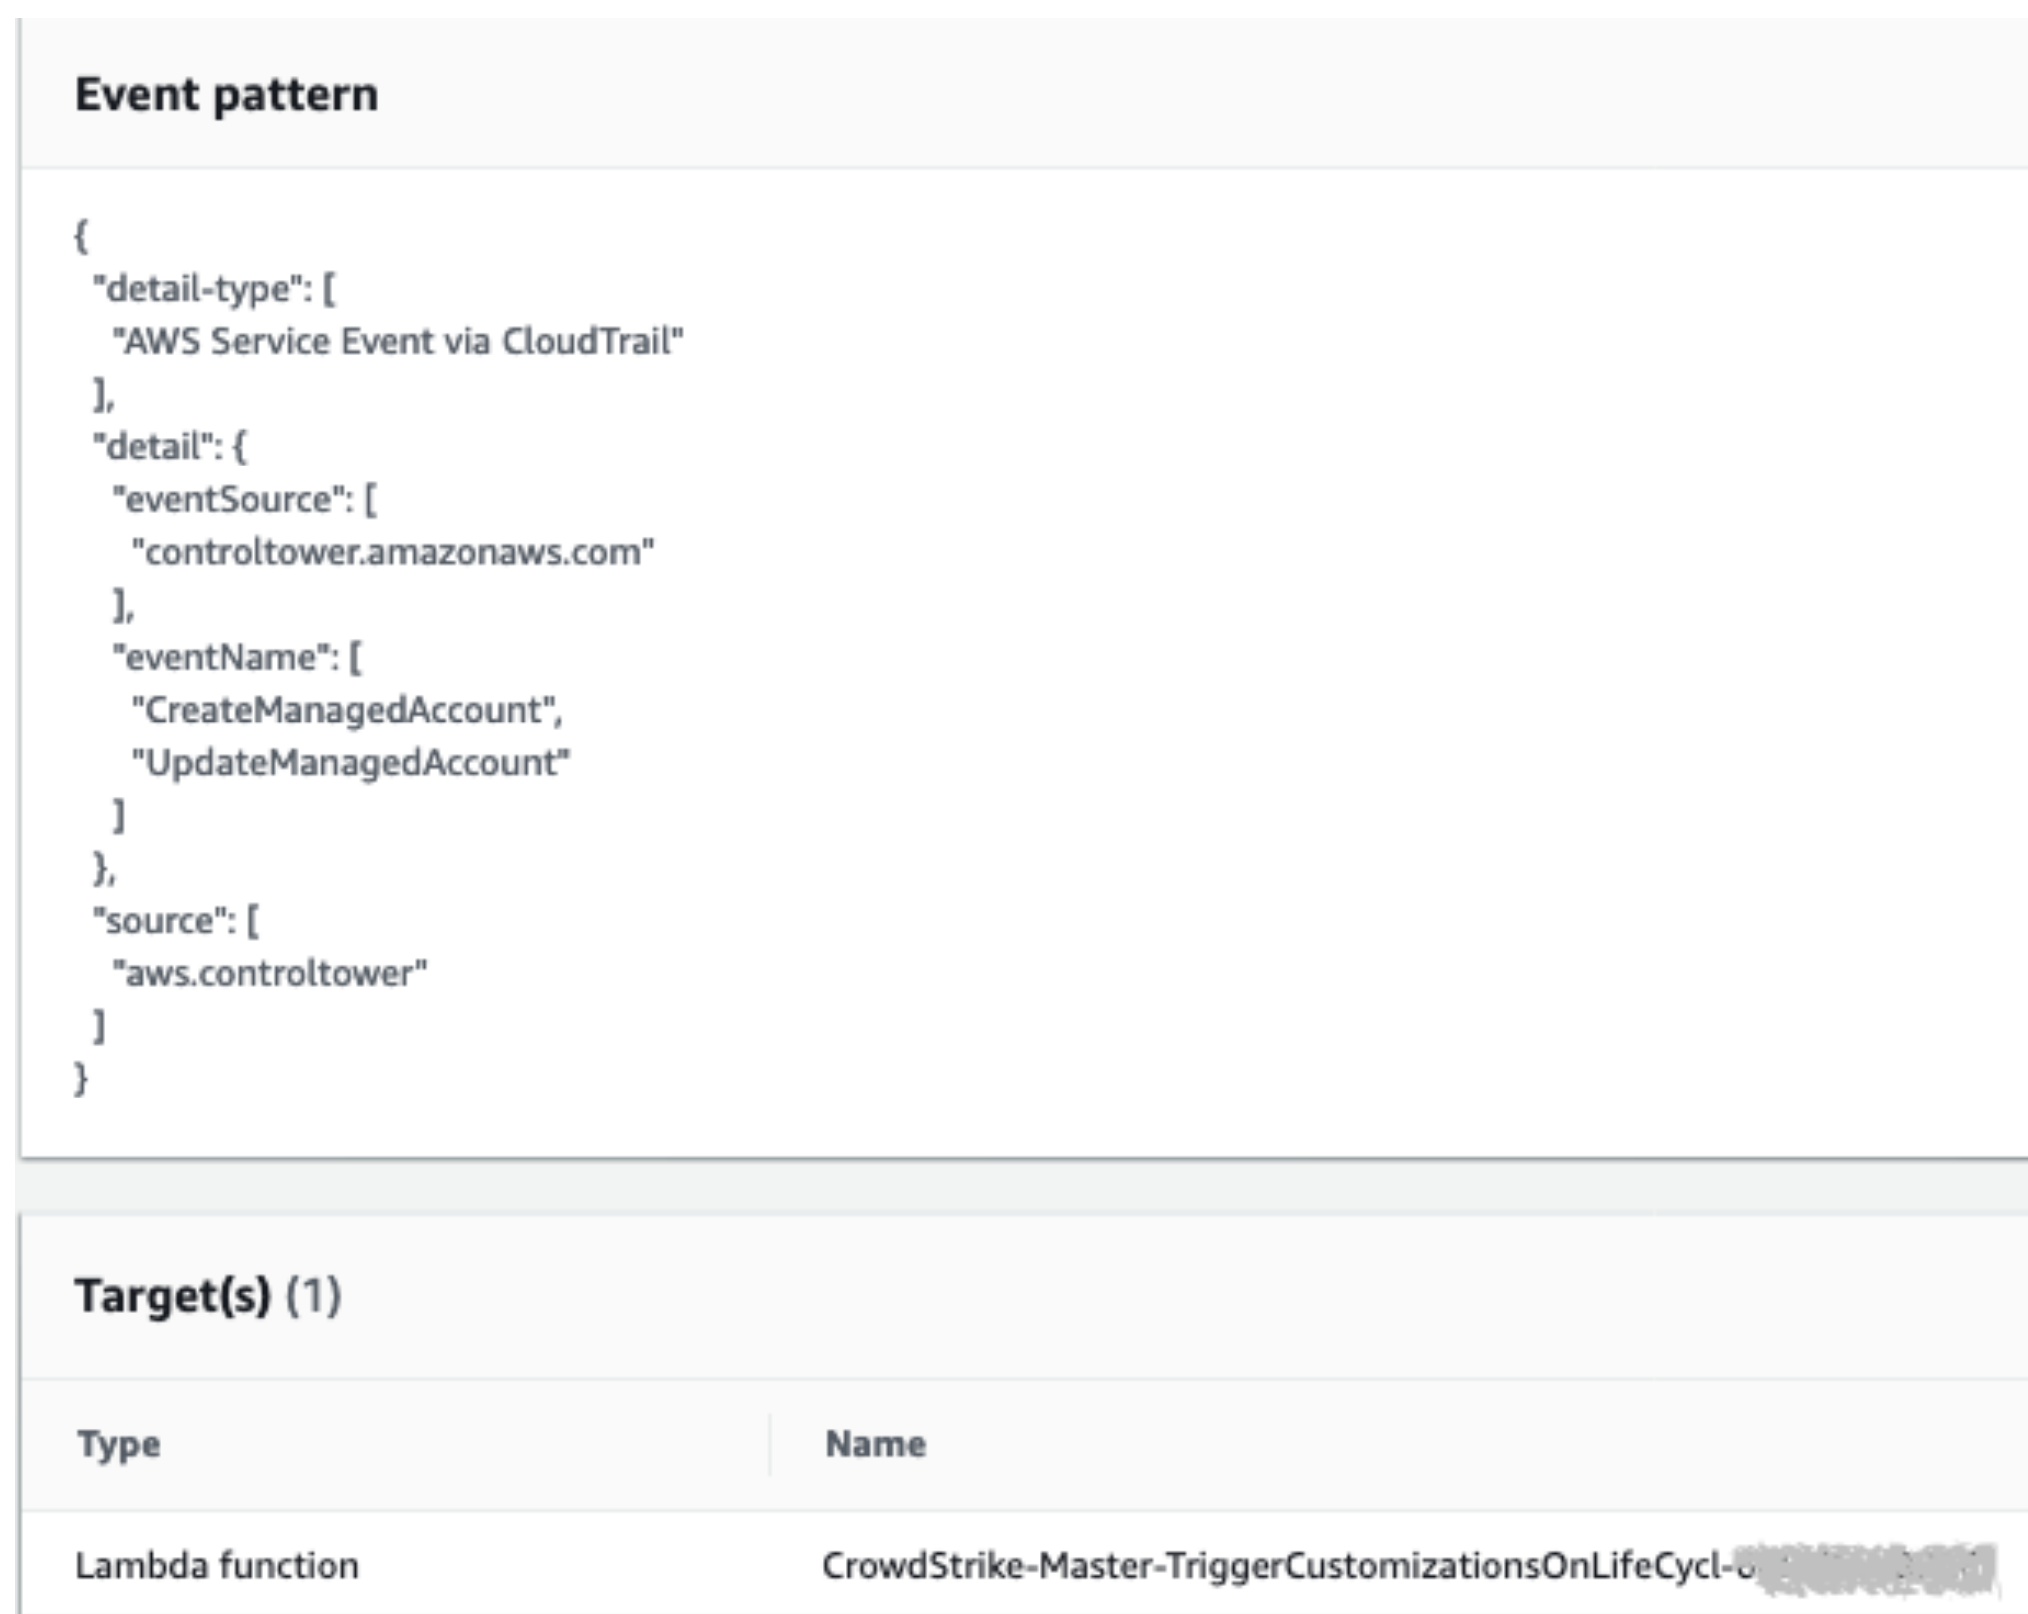 Event pattern
{
"detail-type": [
"AWS Service Event via CloudTrail"
],
"detail": {
"eventSource": [
"controltower.amazonaws.com"
],
"eventName": [
"CreateManagedAccount",
"UpdateManagedAccount"
]
},
"source": [
"aws.controltower"
]
}
Target(s) (1)
Type Name
Lambda function CrowdStrike-Master-TriggerCustomizationsOnLifeCycl-